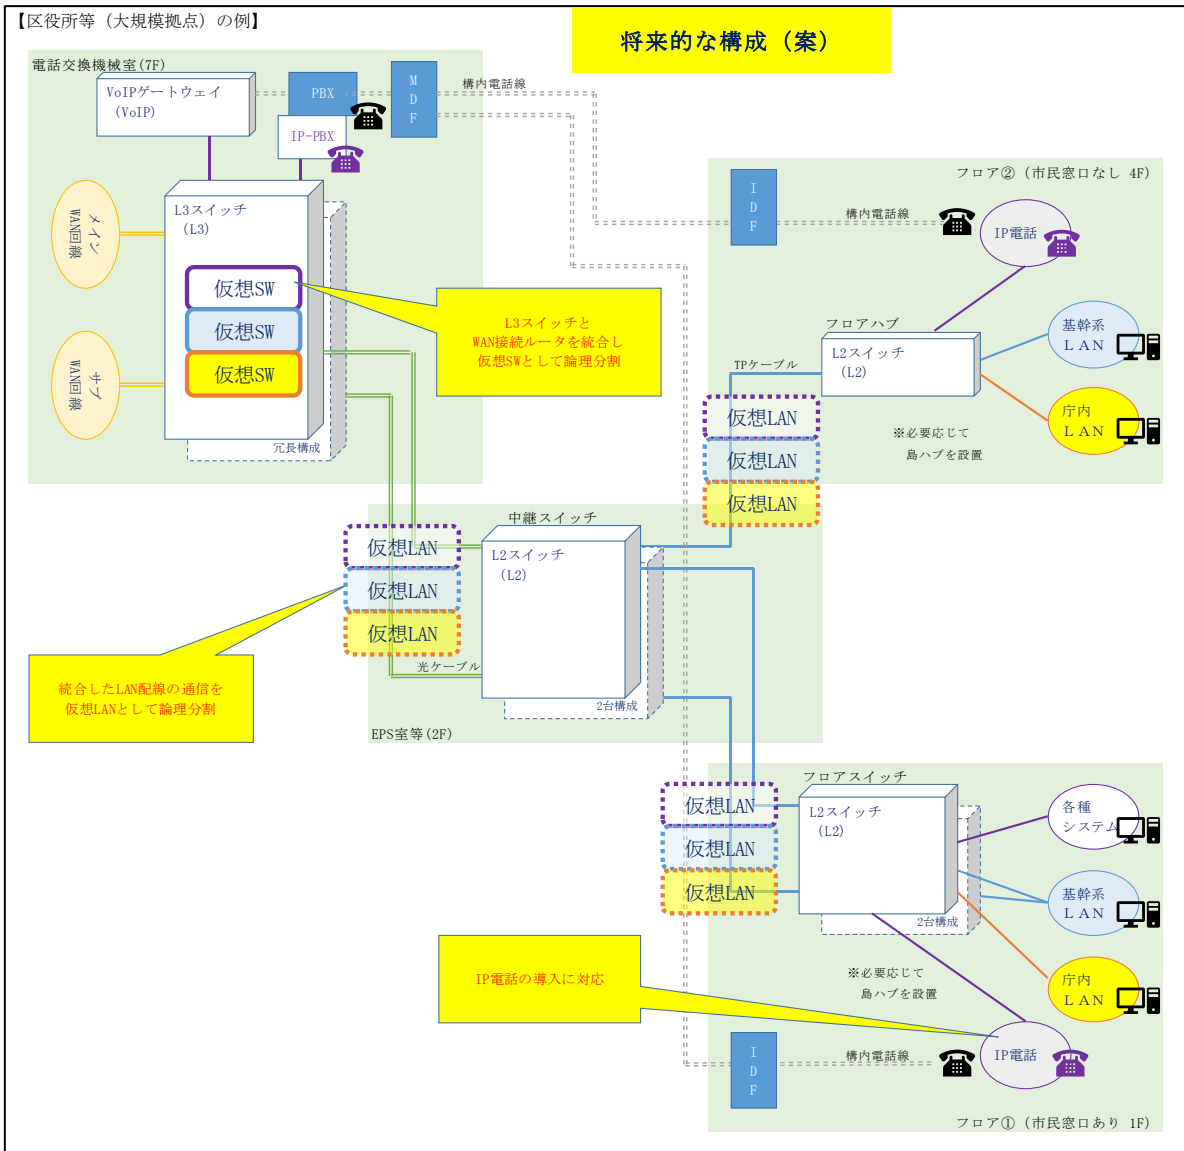 【区役所等（大規模拠点）の例】
将来的な構成（案）
電話交換機械室(7F)
VoIPゲートウェイ
(VoIP)
PBX
IP-PBX
MDF
構内電話線
L3スイッチ
(L3)
メイン
WAN回線
サブ
WAN回線
仮想SW
仮想SW
仮想SW
冗長構成
L3スイッチと
WAN接続ルータを統合し
仮想SWとして論理分割
フロア②（市民窓口なし 4F）
IDF
構内電話線
IP電話
フロアハブ
L2スイッチ
(L2)
TPケーブル
基幹系
ＬＡＮ
庁内
ＬＡＮ
※必要応じて
島ハブを設置
仮想LAN
仮想LAN
仮想LAN
中継スイッチ
L2スイッチ
(L2)
仮想LAN
仮想LAN
仮想LAN
光ケーブル
2台構成
EPS室等(2F)
統合したLAN配線の通信を
仮想LANとして論理分割
フロアスイッチ
L2スイッチ
(L2)
仮想LAN
仮想LAN
仮想LAN
2台構成
各種
システム
基幹系
ＬＡＮ
庁内
ＬＡＮ
※必要応じて
島ハブを設置
IP電話の導入に対応
IDF
構内電話線
IP電話
フロア①（市民窓口あり 1F）